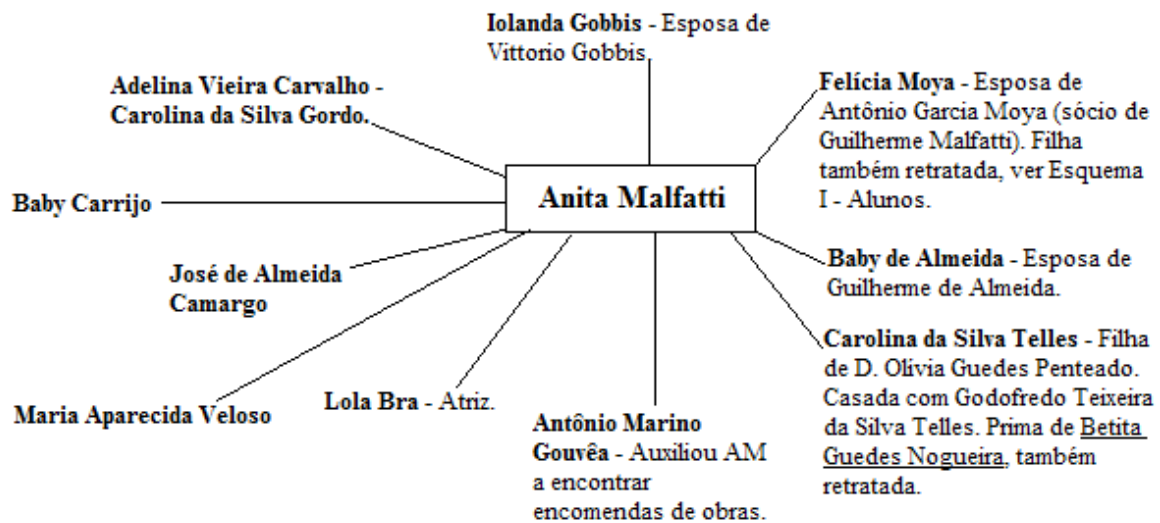 Iolanda Gobbis - Esposa de
Vittorio Gobbis.
Adelina Vieira Carvalho -
Carolina da Silva Gordo.
Felícia Moya - Esposa de
Antônio Garcia Moya (sócio de
Guilherme Malfatti). Filha
também retratada, ver Esquema
I - Alunos.
Anita Malfatti
Baby Carrijo
José de Almeida
Camargo
Baby de Almeida - Esposa de
Guilherme de Almeida.
Maria Aparecida Veloso
Lola Bra - Atriz.
Antônio Marino
Gouvêa - Auxiliou AM
a encontrar
encomendas de obras.
Carolina da Silva Telles - Filha
de D. Olívia Guedes Penteado.
Casada com Godofredo Teixeira
da Silva Telles. Prima de Betita
Guedes Nogueira, também
retratada.